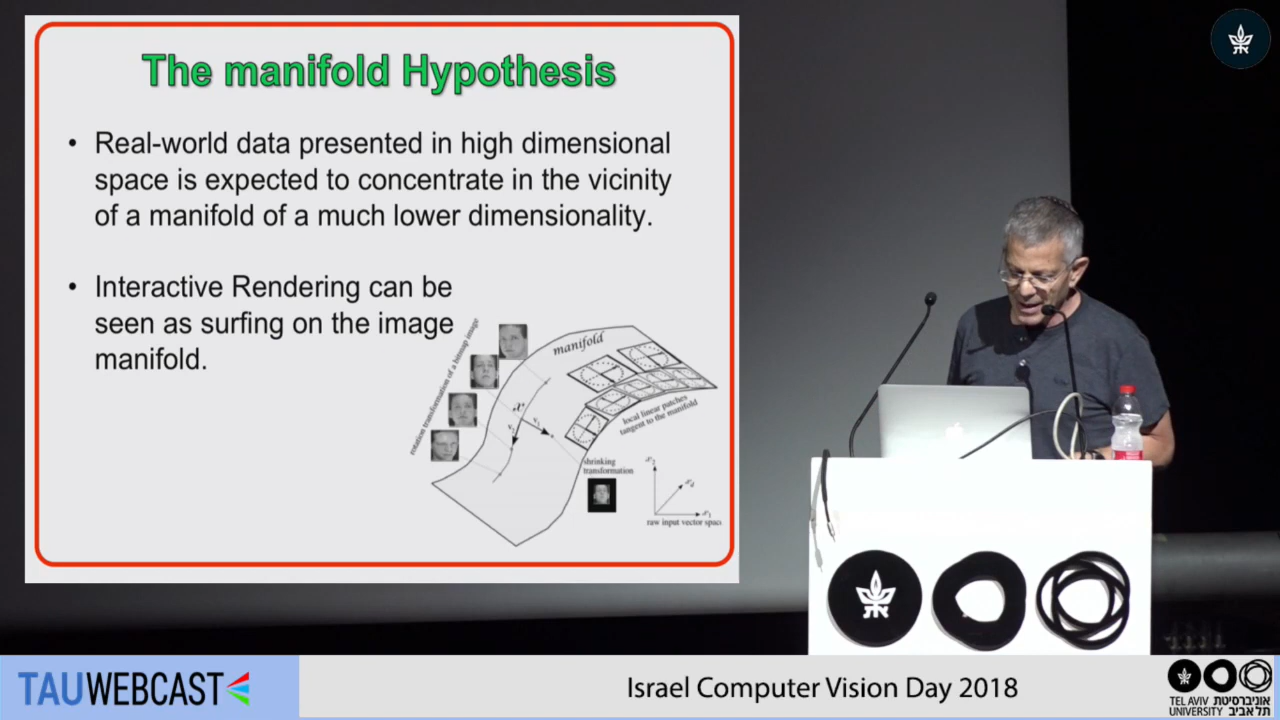 The manifold Hypothesis
• Real-world data presented in high dimensional
space is expected to concentrate in the vicinity
of a manifold of a much lower dimensionality.
• Interactive Rendering can be
seen as surfing on the image
manifold.
rotation transformation of a bitmap image
manifold
local linear patches
tangent to the manifold
shrinking
transformation
raw input vector space
TAUWEBCAST
Israel Computer Vision Day 2018
TEL AVIV אוניברסיטת
UNIVERSITY תל אביב